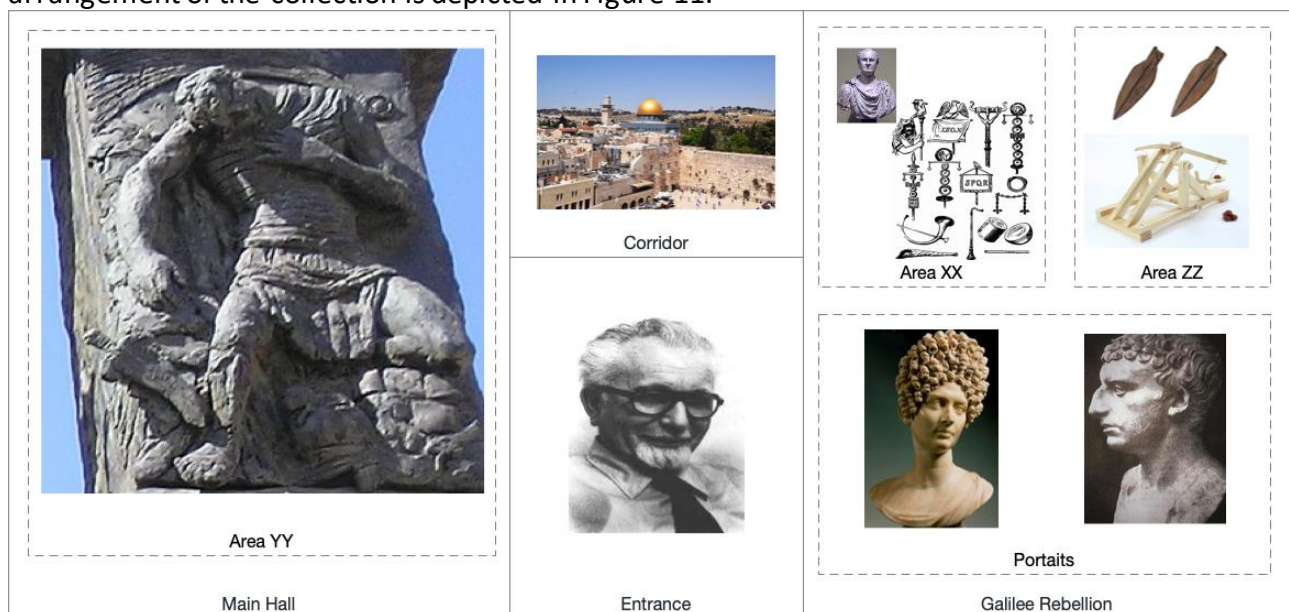 arrangement of the collection is depicted in Figure 11.
Corridor
SPQR
Area XX
Area ZZ
Area YY
Portaits
Main Hall
Entrance
Galilee Rebellion